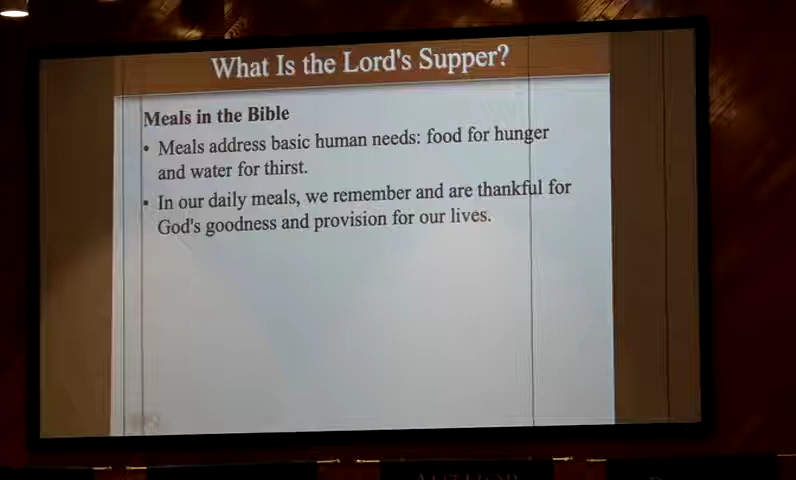 What Is the Lord's Supper?
Meals in the Bible
• Meals address basic human needs: food for hunger
and water for thirst.
• In our daily meals, we remember and are thankful for
God's goodness and provision for our lives.